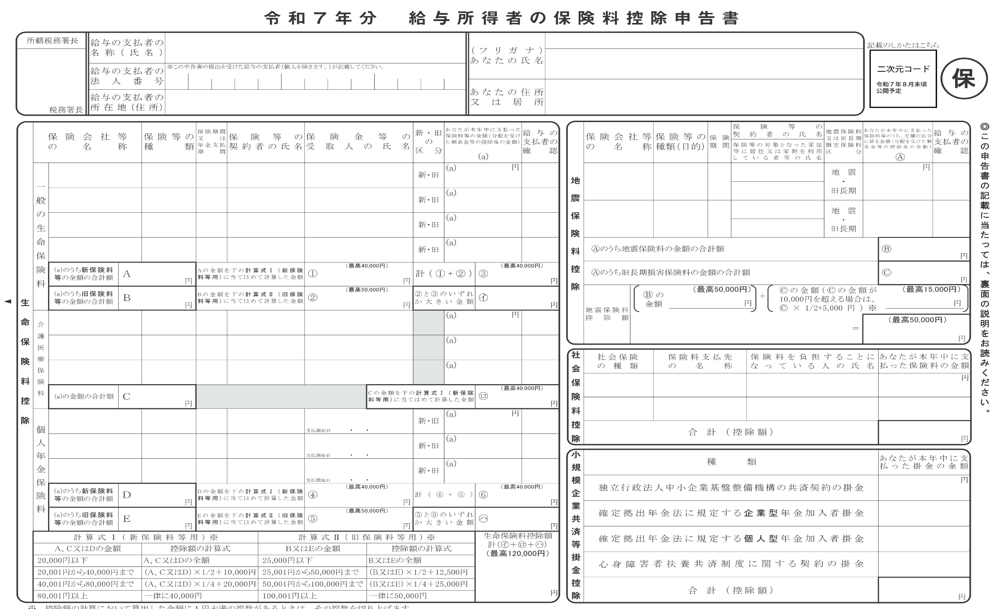 令和7年分　給与所得者の保険料控除申告書
所轄税務署長
税務署長
給与の支払者の
名称(氏名)
給与の支払者の
法人番号
※この申告書の提出を受けた給与の支払者(個人を除きます。)が記載してください。
給与の支払者の
所在地(住所)
(フリガナ)
あなたの氏名
あなたの住所
又は居所
記載のしかたはこちら
二次元コード
令和7年8月末頃
公開予定
保
◎この申告書の記載に当たっては、裏面の説明をお読みください。
◀
生命保険料控除
保険会社等
の名称
保険等の
種類
保険期間
又は
年金支払
期間
保険等の
契約者の氏名
保険金等の
受取人の氏名
新・旧
の
区分
あなたが本年中に支払った
保険料等の金額(分配を受け
た剰余金等の控除後の金額)
(a)
給与の
支払者の
確認
一般の生命保険料
新・旧
(a) 円
新・旧
(a)
新・旧
(a)
新・旧
(a)
(a)のうち新保険料
等の金額の合計額
A
円
Aの金額を下の計算式Ⅰ(新保険
料等用)に当てはめて計算した金額
①
(最高40,000円)
円
計(①+②)
③
(最高40,000円)
円
(a)のうち旧保険料
等の金額の合計額
B
円
Bの金額を下の計算式Ⅱ(旧保険
料等用)に当てはめて計算した金額
②
(最高50,000円)
円
②と③のいずれ
か大きい金額
㋑
円
介護医療保険料
(a) 円
(a)
(a)
(a)の金額の合計額
C
円
Cの金額を下の計算式Ⅰ(新保険
料等用)に当てはめて計算した金額
㋺
(最高40,000円)
円
個人年金保険料
支払開始日　・　・
新・旧
(a) 円
支払開始日　・　・
新・旧
(a)
支払開始日　・　・
新・旧
(a)
(a)のうち新保険料
等の金額の合計額
D
円
Dの金額を下の計算式Ⅰ(新保険
料等用)に当てはめて計算した金額
④
(最高40,000円)
円
計(④+⑤)
⑥
(最高40,000円)
円
(a)のうち旧保険料
等の金額の合計額
E
円
Eの金額を下の計算式Ⅱ(旧保険
料等用)に当てはめて計算した金額
⑤
(最高50,000円)
円
⑤と⑥のいずれ
か大きい金額
㋩
円
計算式Ⅰ(新保険料等用)※
計算式Ⅱ(旧保険料等用)※
A、C又はDの金額
控除額の計算式
B又はEの金額
控除額の計算式
20,000円以下
A、C又はDの全額
25,000円以下
B又はEの全額
20,001円から40,000円まで
(A、C又はD)×1/2+10,000円
25,001円から50,000円まで
(B又はE)×1/2+12,500円
40,001円から80,000円まで
(A、C又はD)×1/4+20,000円
50,001円から100,000円まで
(B又はE)×1/4+25,000円
80,001円以上
一律に40,000円
100,001円以上
一律に50,000円
生命保険料控除額
計(㋑+㋺+㋩)
(最高120,000円)
円
※　控除額の計算において算出した金額に1円未満の端数があるときは、その端数を切り上げます。
地震保険料控除
保険会社等
の名称
保険等の
種類(目的)
保険
期間
保険等の
契約者の氏名
保険等の対象となった家屋
等に居住又は家財を利用
している者等の氏名
地震保険料
又は旧長期
損害保険料
区分
あなたが本年中に支払った
保険料等のうち、左欄の区分
に係る金額(分配を受けた剰
余金等の控除後の金額)
Ⓐ
給与の
支払者の
確認
地震
・
旧長期
円
地震
・
旧長期
Ⓐのうち地震保険料の金額の合計額
Ⓑ
円
Ⓐのうち旧長期損害保険料の金額の合計額
Ⓒ
円
地震保険料
控除額
Ⓑの
金額
(最高50,000円)
円
+
Ⓒの金額(Ⓒの金額が
10,000円を超える場合は、
Ⓒ×1/2+5,000円)※
(最高15,000円)
円
=
(最高50,000円)
円
社会保険料控除
社会保険
の種類
保険料支払先
の名称
保険料を負担することに
なっている人の氏名
あなたが本年中に支
払った保険料の金額
円
合計(控除額)
円
小規模企業共済等掛金控除
種類
あなたが本年中に支
払った掛金の金額
独立行政法人中小企業基盤整備機構の共済契約の掛金
円
確定拠出年金法に規定する企業型年金加入者掛金
確定拠出年金法に規定する個人型年金加入者掛金
心身障害者扶養共済制度に関する契約の掛金
合計(控除額)
円